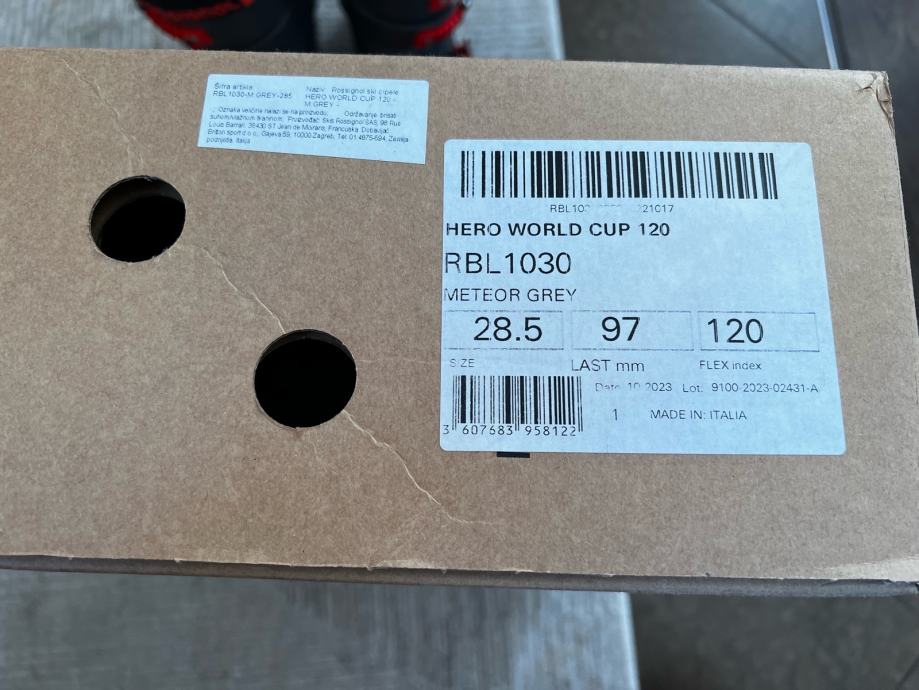 Šifra artikla: Naziv: Rossignol ski cipele
RBL1030-M.GREY-285 HERO WORLD CUP 120 -
M.GREY -
Oznaka veličine nalazi se na proizvodu. Održavanje: brisati
suhom/vlažnom tkaninom, Proizvođač: Skis Rossignol SAS, 98 Rue
Louis Barran, 38430 ST Jean de Moirans, Francuska, Dobavljač:
sport d.o.o., Gajeva 59, 10000 Zagreb, Tel: 01 4875-694, Zemlja
podrijetla: Italija
21017
HERO WORLD CUP 120
RBL1030
METEOR GREY
28.5 97 120
SIZE LAST mm FLEX index
Date 10.2023 Lot: 9100-2023-02431-A
1 MADE IN: ITALIA
3 607683 958122